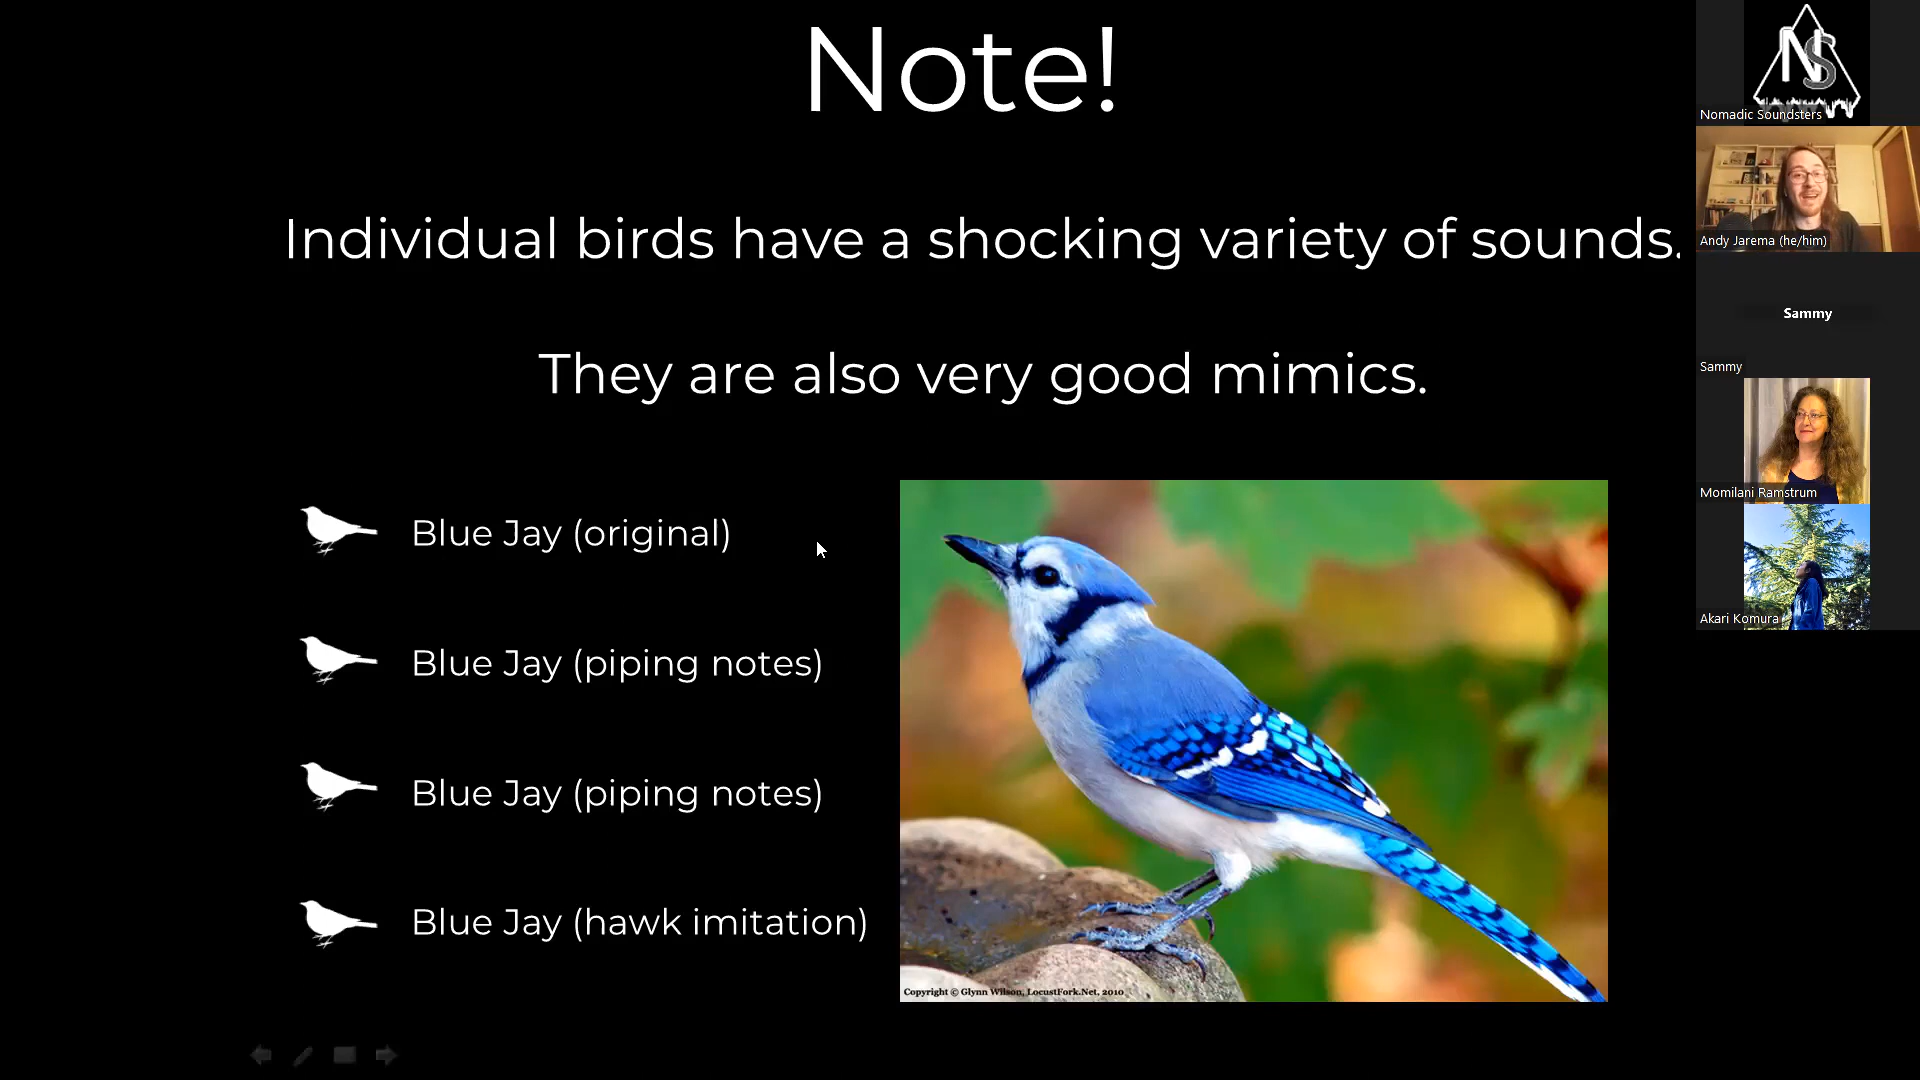 Note!
Individual birds have a shocking variety of sounds.
They are also very good mimics.
Blue Jay (original)
Blue Jay (piping notes)
Blue Jay (piping notes)
Blue Jay (hawk imitation)
Copyright © Glynn Wilson, LocustFork.Net, 2010
NS
Nomadic Soundsters
Andy Jarema (he/him)
Sammy
Sammy
Momilani Ramstrum
Akari Komura